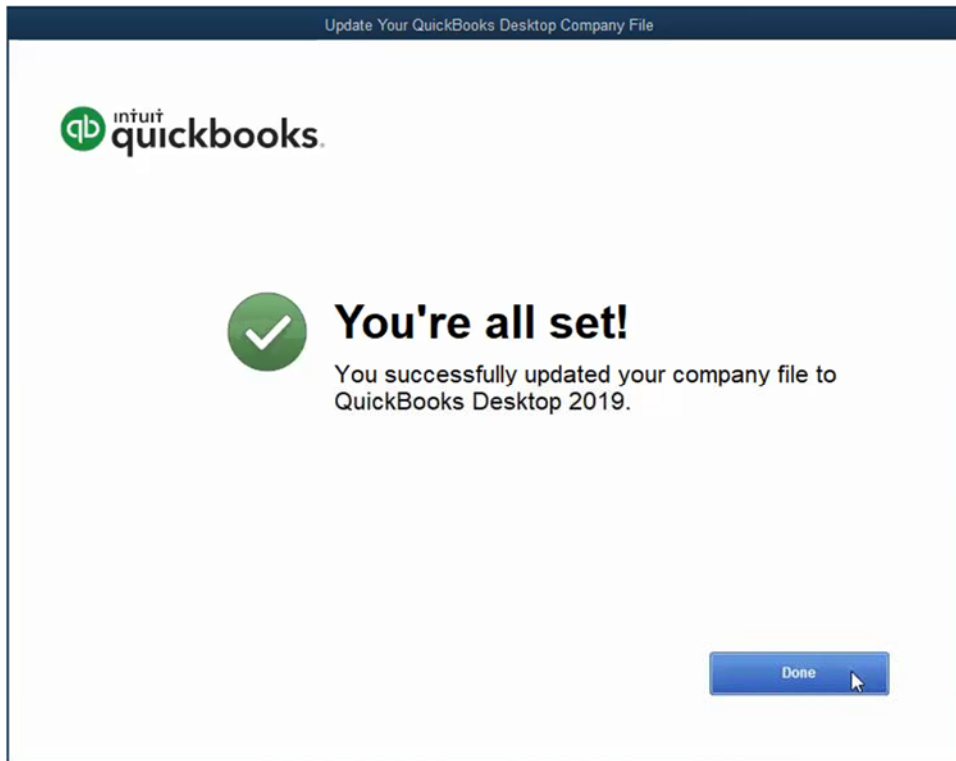 Update Your QuickBooks Desktop Company File
qb
intuit
quickbooks.
You're all set!
You successfully updated your company file to
QuickBooks Desktop 2019.
Done